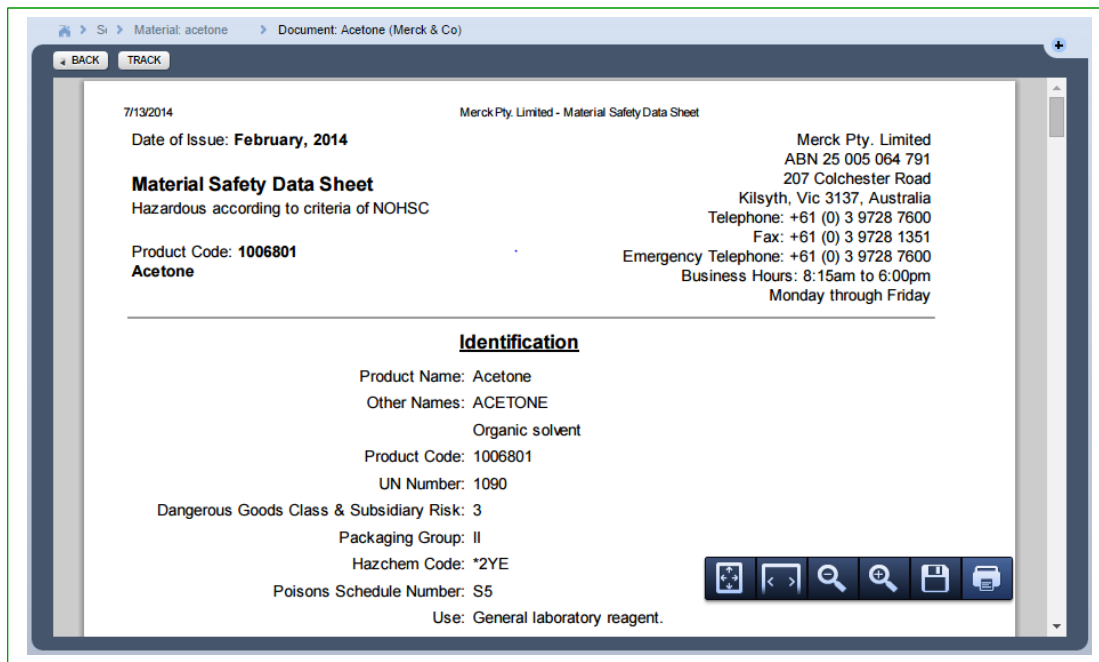 S Material: acetone Document: Acetone (Merck & Co)
BACK TRACK
7/13/2014 Merck Pty. Limited - Material Safety Data Sheet
Date of Issue: February, 2014
Merck Pty. Limited
ABN 25 005 064 791
Material Safety Data Sheet
207 Colchester Road
Kilsyth, Vic 3137, Australia
Hazardous according to criteria of NOHSC
Telephone: +61 (0) 3 9728 7600
Fax: +61 (0) 3 9728 1351
Product Code: 1006801
Emergency Telephone: +61 (0) 3 9728 7600
Acetone
Business Hours: 8:15am to 6:00pm
Monday through Friday
Identification
Product Name: Acetone
Other Names: ACETONE
Organic solvent
Product Code: 1006801
UN Number: 1090
Dangerous Goods Class & Subsidiary Risk: 3
Packaging Group: II
Hazchem Code: *2YE
Poisons Schedule Number: S5
Use: General laboratory reagent.